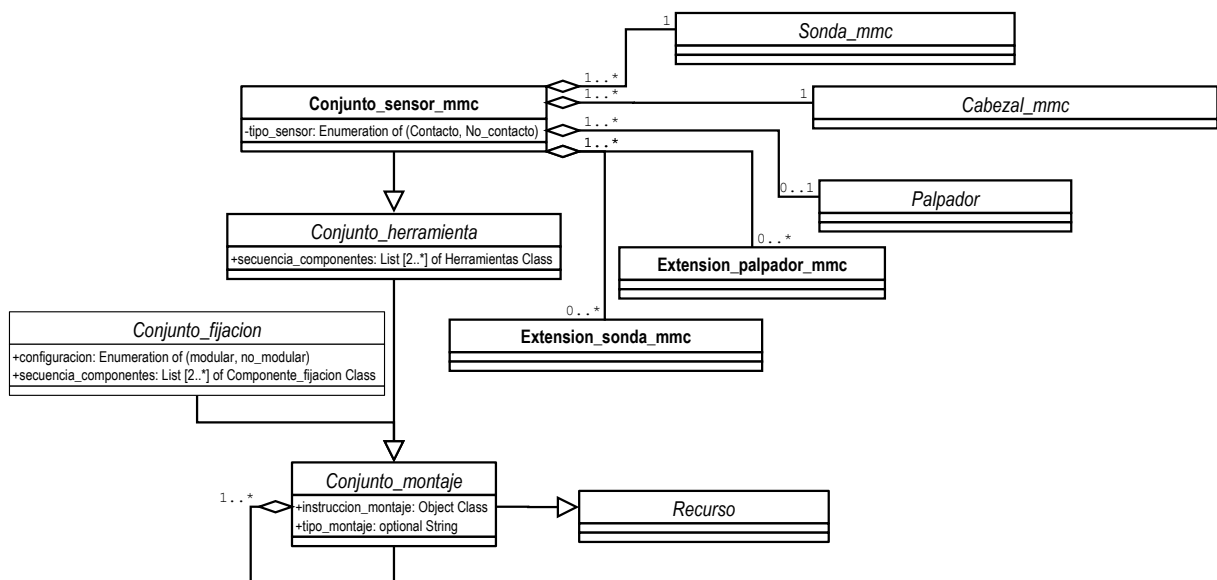 1
Sonda_mmc
1..*
Conjunto_sensor_mmc
1..*
1
Cabezal_mmc
-tipo_sensor: Enumeration of (Contacto, No_contacto)
1..*
1..*
0..1
Palpador
Conjunto_herramienta
0..*
+secuencia_componentes: List [2..*] of Herramientas Class
Extension_palpador_mmc
0..*
Conjunto_fijacion
Extension_sonda_mmc
+configuracion: Enumeration of (modular, no_modular)
+secuencia_componentes: List [2..*] of Componente_fijacion Class
Conjunto_montaje
1..*
+instruccion_montaje: Object Class
Recurso
+tipo_montaje: optional String